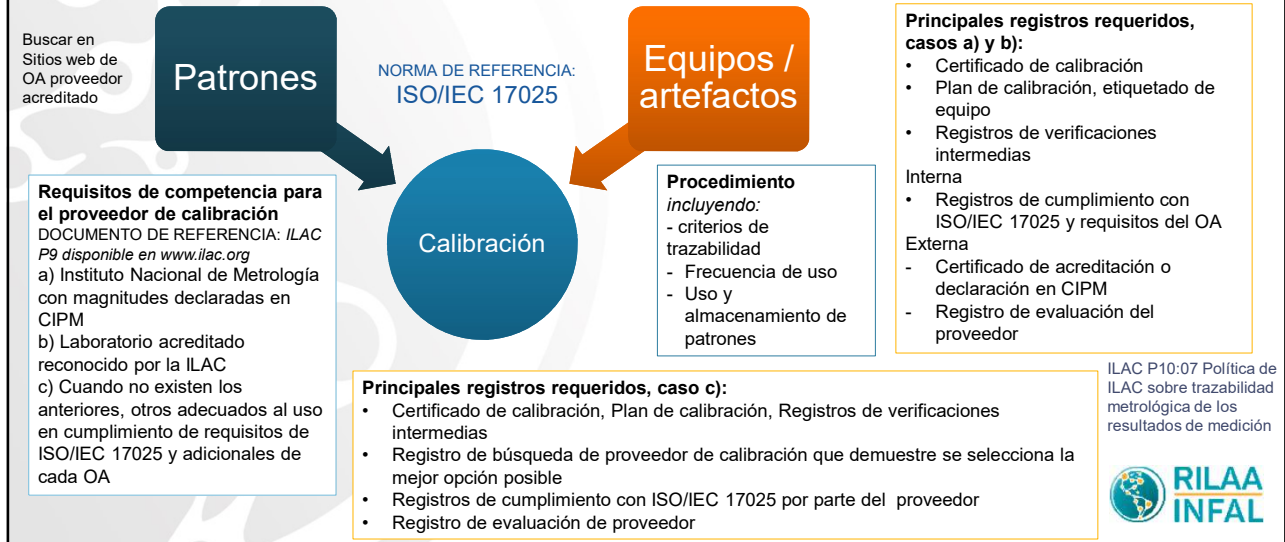 Buscar en
Sitios web de
OA proveedor
acreditado
Patrones
NORMA DE REFERENCIA:
ISO/IEC 17025
Equipos /
artefactos
Principales registros requeridos,
casos a) y b):
• Certificado de calibración
• Plan de calibración, etiquetado de
equipo
• Registros de verificaciones
intermedias
Interna
• Registros de cumplimiento con
ISO/IEC 17025 y requisitos del OA
Externa
- Certificado de acreditación o
declaración en CIPM
- Registro de evaluación del
proveedor
Requisitos de competencia para
el proveedor de calibración
DOCUMENTO DE REFERENCIA: ILAC
P9 disponible en www.ilac.org
a) Instituto Nacional de Metrología
con magnitudes declaradas en
CIPM
b) Laboratorio acreditado
reconocido por la ILAC
c) Cuando no existen los
anteriores, otros adecuados al uso
en cumplimiento de requisitos de
ISO/IEC 17025 y adicionales de
cada OA
Calibración
Procedimiento
incluyendo:
- criterios de
trazabilidad
- Frecuencia de uso
- Uso y
almacenamiento de
patrones
Principales registros requeridos, caso c):
• Certificado de calibración, Plan de calibración, Registros de verificaciones
intermedias
• Registro de búsqueda de proveedor de calibración que demuestre se selecciona la
mejor opción posible
• Registros de cumplimiento con ISO/IEC 17025 por parte del proveedor
• Registro de evaluación de proveedor
ILAC P10:07 Política de
ILAC sobre trazabilidad
metrológica de los
resultados de medición
RILAA
INFAL